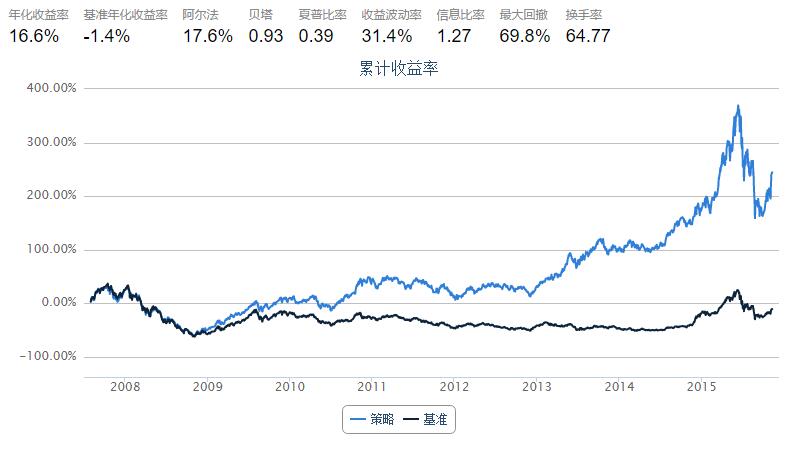 年化收益率 基准年化收益率 阿尔法 贝塔 夏普比率 收益波动率 信息比率 最大回撤 换手率
16.6% -1.4% 17.6% 0.93 0.39 31.4% 1.27 69.8% 64.77
累计收益率
400.00%
300.00%
200.00%
100.00%
0.00%
-100.00%
2008 2009 2010 2011 2012 2013 2014 2015
策略 基准